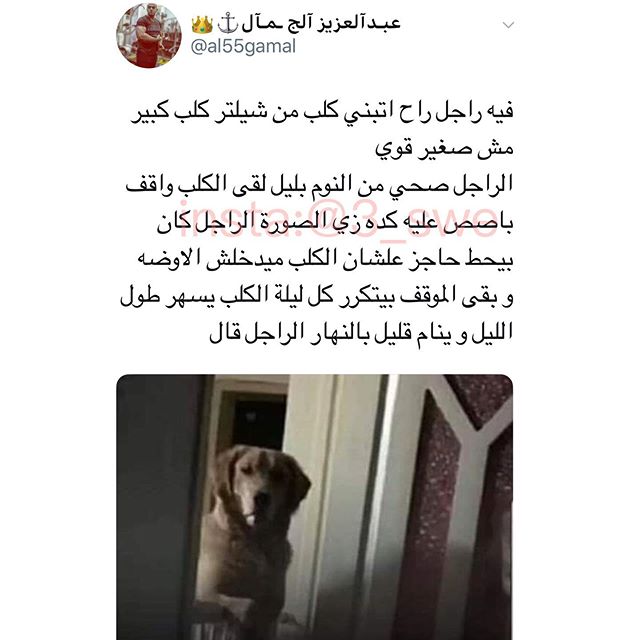 عبدآلعزيز آلج ـمـآل⚓👑
@al55gamal
فيه راجل راح اتبني كلب من شيلتر كلب كبير
مش صغير قوي
الراجل صحي من النوم بليل لقى الكلب واقف
باصص عليه كده زي الصورة الراجل كان
بيحط حاجز علشان الكلب ميدخلش الاوضه
و بقى الموقف بيتكرر كل ليلة الكلب يسهر طول
الليل و ينام قليل بالنهار الراجل قال
insta:@3_swe